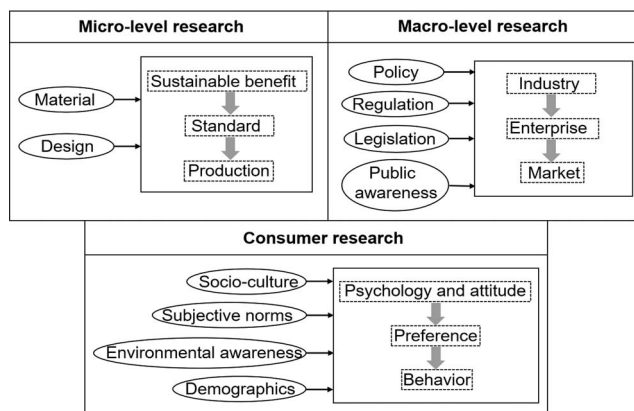 Micro-level research
Material
Design
Sustainable benefit
Standard
Production
Macro-level research
Policy
Regulation
Legislation
Public
awareness
Industry
Enterprise
Market
Consumer research
Socio-culture
Subjective norms
Environmental awareness
Demographics
Psychology and attitude
Preference
Behavior